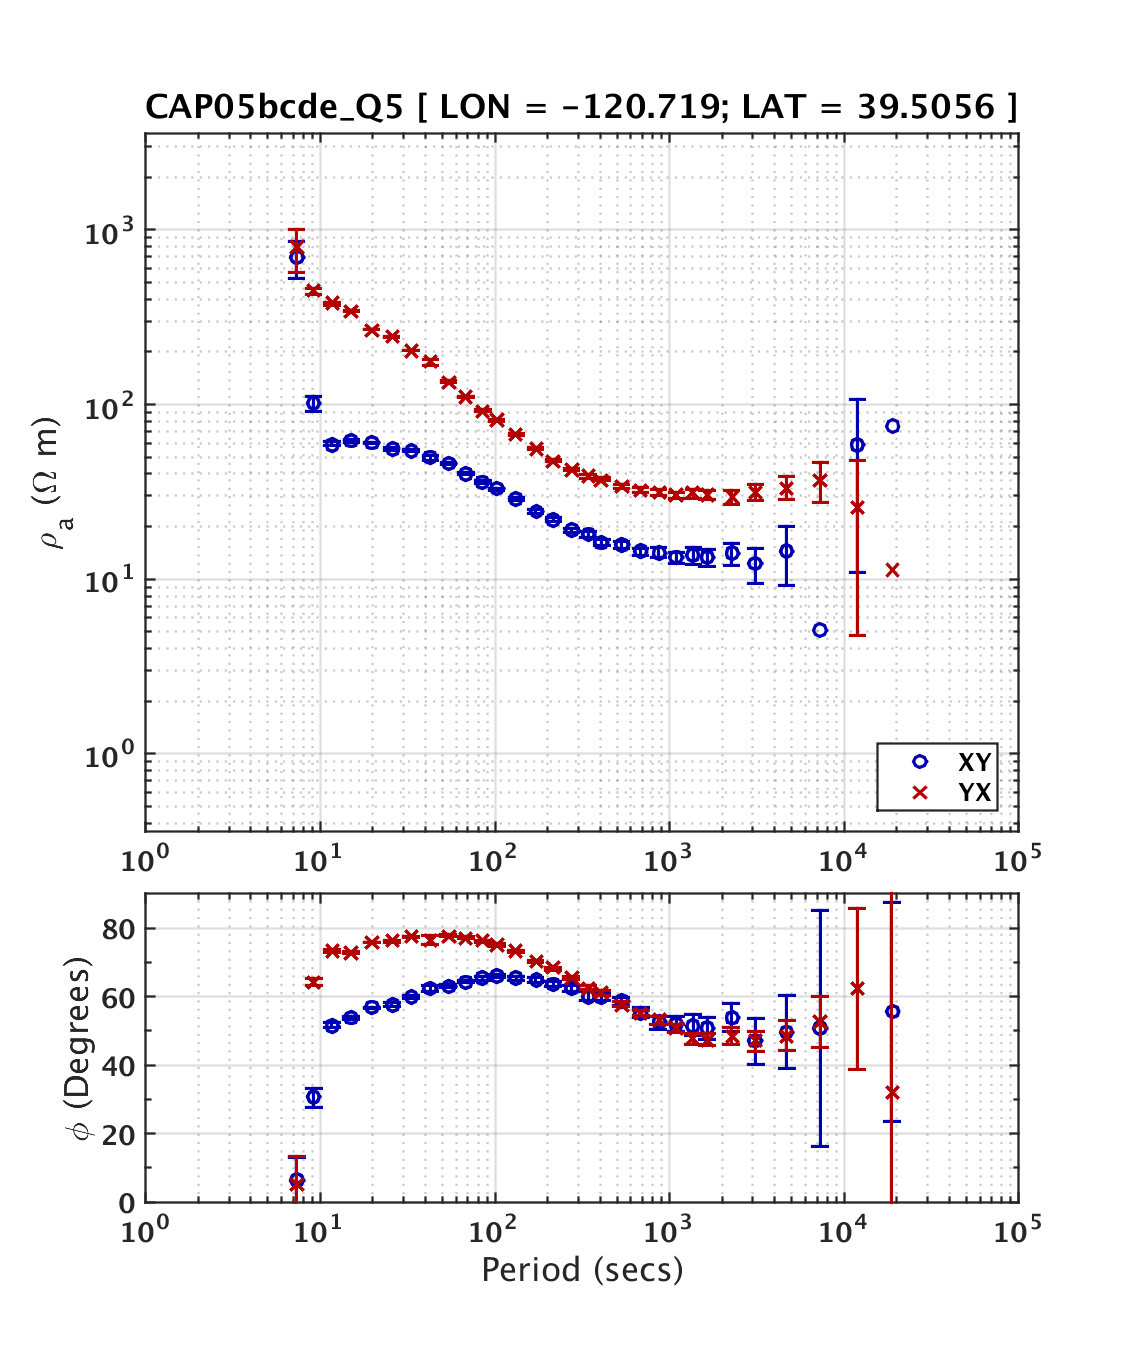 CAP05bcde_Q5 [ LON = −120.719; LAT = 39.5056 ]
10³
10²
10¹
10⁰
ρₐ (Ω m)
XY
YX
10⁰ 10¹ 10² 10³ 10⁴ 10⁵
80
60
40
20
0
ϕ (Degrees)
10⁰ 10¹ 10² 10³ 10⁴ 10⁵
Period (secs)